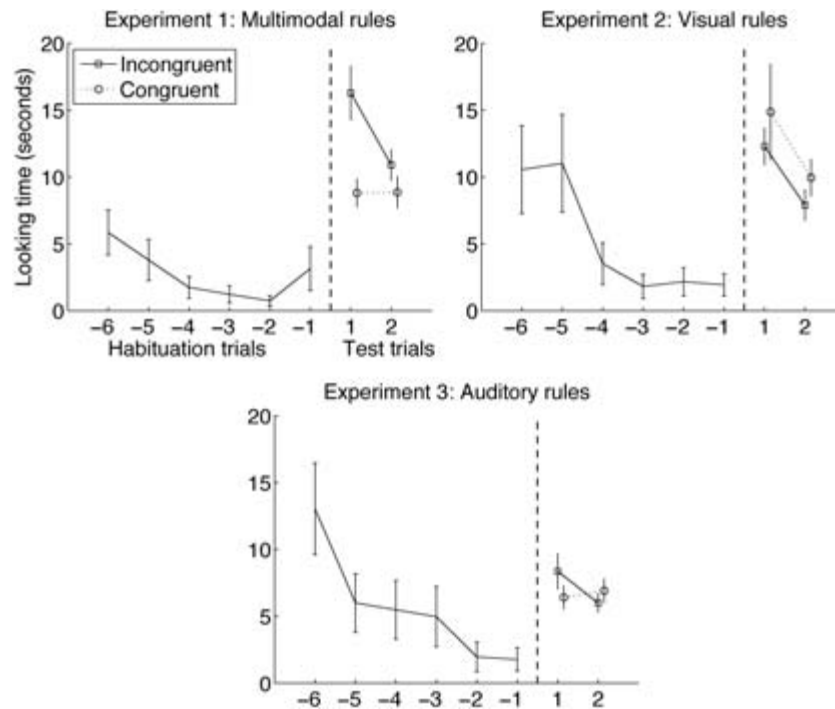 Experiment 1: Multimodal rules
Experiment 2: Visual rules
20
15
10
5
0
Looking time (seconds)
Incongruent
Congruent
−6 −5 −4 −3 −2 −1 1 2
Habituation trials Test trials
20
15
10
5
0
−6 −5 −4 −3 −2 −1 1 2
Experiment 3: Auditory rules
20
15
10
5
0
−6 −5 −4 −3 −2 −1 1 2